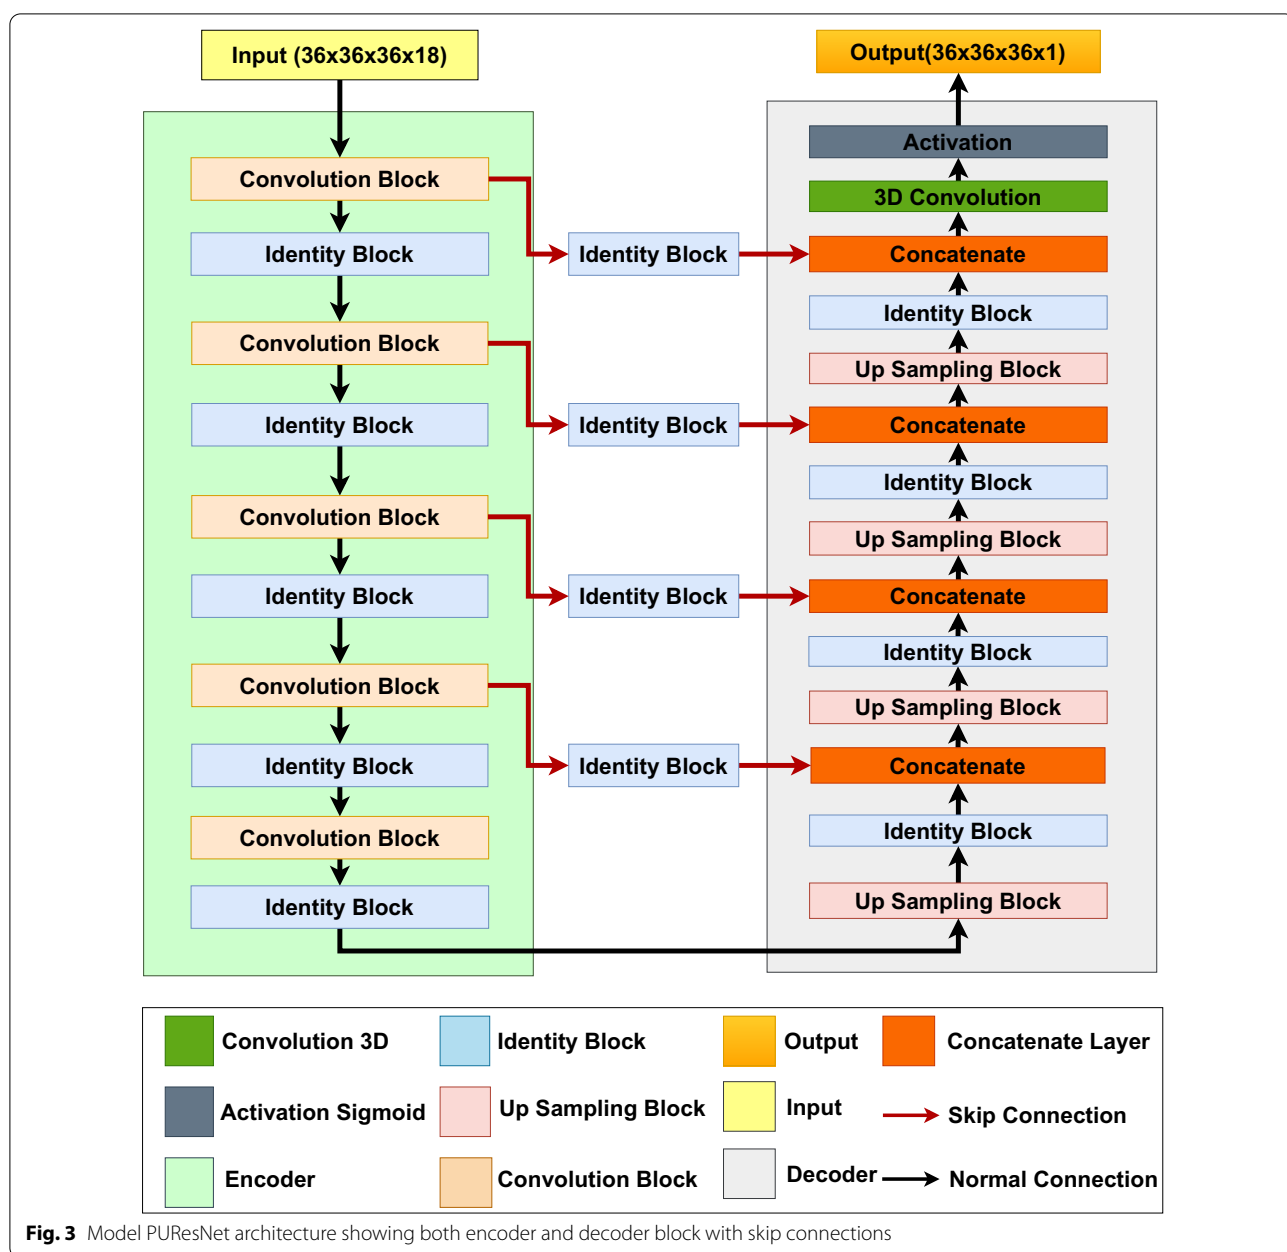 Input (36x36x36x18)
Convolution Block
Identity Block
Convolution Block
Identity Block
Convolution Block
Identity Block
Convolution Block
Identity Block
Convolution Block
Identity Block
Identity Block
Identity Block
Identity Block
Identity Block
Output(36x36x36x1)
Activation
3D Convolution
Concatenate
Identity Block
Up Sampling Block
Concatenate
Identity Block
Up Sampling Block
Concatenate
Identity Block
Up Sampling Block
Concatenate
Identity Block
Up Sampling Block
Convolution 3D
Identity Block
Output
Concatenate Layer
Activation Sigmoid
Up Sampling Block
Input
Skip Connection
Encoder
Convolution Block
Decoder
Normal Connection
Fig. 3 Model PUResNet architecture showing both encoder and decoder block with skip connections